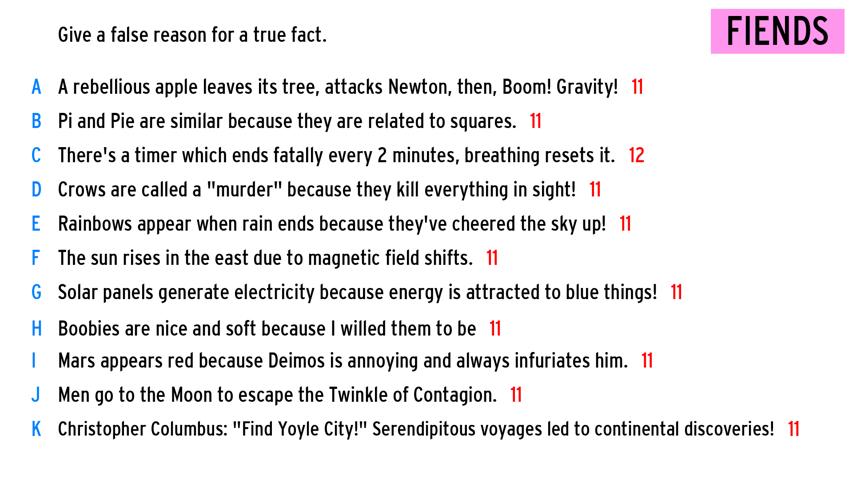 Give a false reason for a true fact.
FIENDS
A A rebellious apple leaves its tree, attacks Newton, then, Boom! Gravity! 11
B Pi and Pie are similar because they are related to squares. 11
C There's a timer which ends fatally every 2 minutes, breathing resets it. 12
D Crows are called a "murder" because they kill everything in sight! 11
E Rainbows appear when rain ends because they've cheered the sky up! 11
F The sun rises in the east due to magnetic field shifts. 11
G Solar panels generate electricity because energy is attracted to blue things! 11
H Boobies are nice and soft because I willed them to be 11
I Mars appears red because Deimos is annoying and always infuriates him. 11
J Men go to the Moon to escape the Twinkle of Contagion. 11
K Christopher Columbus: "Find Yoyle City!" Serendipitous voyages led to continental discoveries! 11